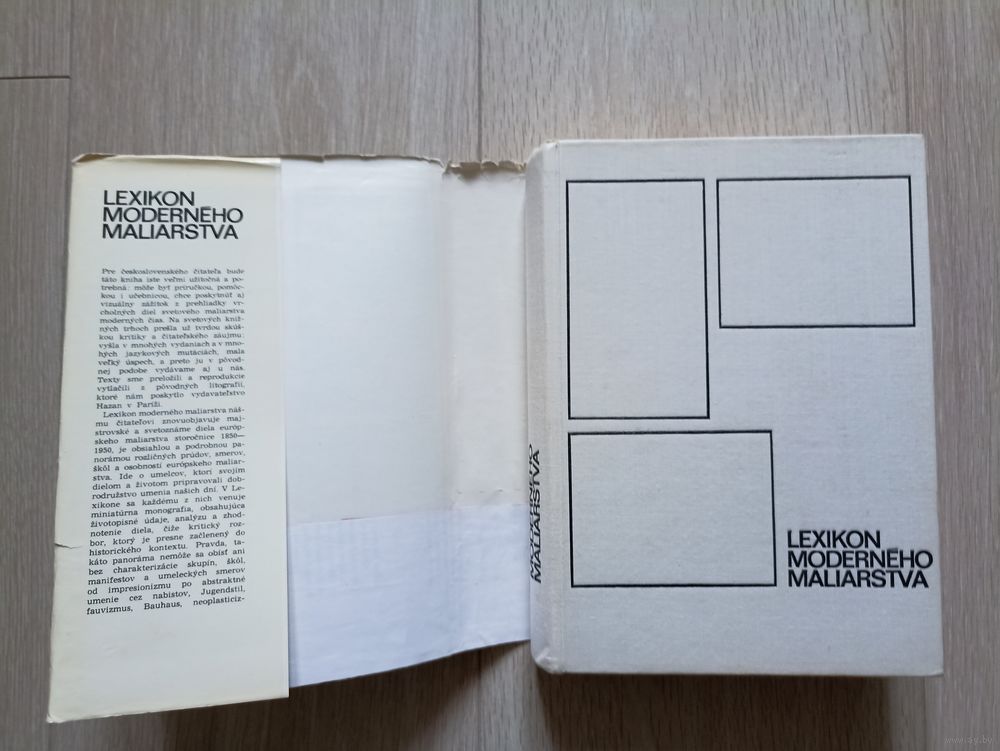 LEXIKON
MODERNÉHO
MALIARSTVA
Pre československého čitateľa bude
táto kniha iste veľmi užitočná a po-
trebná: môže byť príručkou, pomôc-
kou i učebnicou, chce poskytnúť aj
vizuálny zážitok z prehliadky vr-
cholných diel svetového maliarstva
moderných čias. Na svetových kniž-
ných trhoch prešla už tvrdou skúš-
kou kritiky a čitateľského záujmu:
vyšla v mnohých vydaniach a v mno-
hých jazykových mutáciách, mala
veľký úspech, a preto ju v pôvod-
nej podobe vydávame aj u nás.
Texty sme preložili a reprodukcie
vytlačili z pôvodných litografií,
ktoré nám poskytlo vydavateľstvo
Hazan v Paríži.
Lexikon moderného maliarstva náš-
mu čitateľovi znovuobjavuje maj-
strovské a svetoznáme diela európ-
skeho maliarstva storočnice 1850—
1950, je obsiahlou a podrobnou pa-
norámou rozličných prúdov, smerov,
škôl a osobností európskeho maliar-
stva. Ide o umelcov, ktorí svojím
dielom a životom pripravovali dob-
rodružstvo umenia našich dní. V Le-
xikone sa každému z nich venuje
miniatúrna monografia, obsahujúca
životopisné údaje, analýzu a zhod-
notenie diela, čiže kritický roz-
bor, ktorý je presne začlenený do
historického kontextu. Pravda, ta-
káto panoráma nemôže sa obísť ani
bez charakterizácie skupín, škôl,
manifestov a umeleckých smerov
od impresionizmu po abstraktné
umenie cez nabistov, Jugendstil,
fauvizmus, Bauhaus, neoplasticiz-
MODERNÉHO
MALIARSTVA
LEXIKON
MODERNÉHO
MALIARSTVA